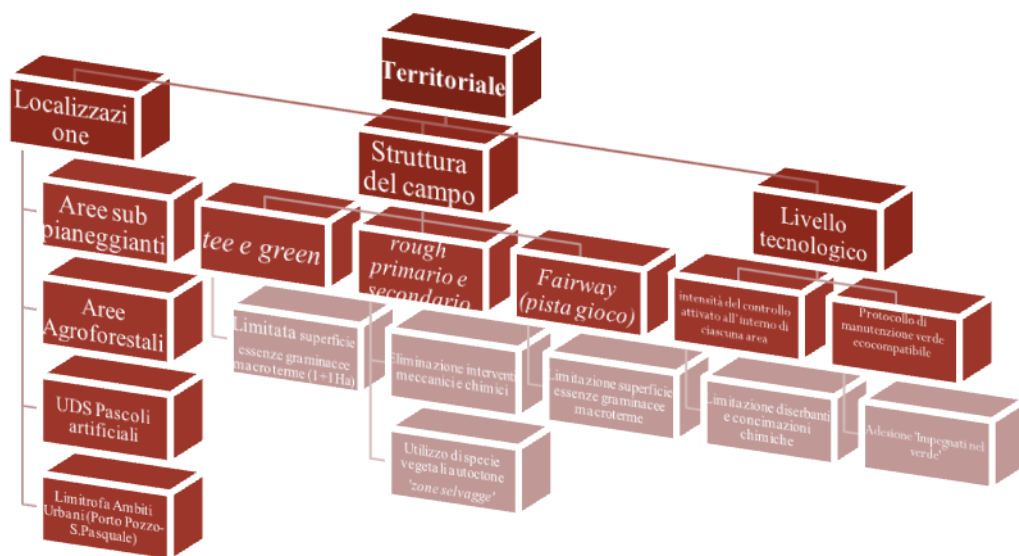 Territoriale
Localizzazi
one
Struttura
del campo
Livello
tecnologico
Aree sub
pianeggianti
Aree
Agroforestali
UDS Pascoli
artificiali
Limitrofa Ambiti
Urbani (Porto Pozzo-
S.Pasquale)
tee e green
Limitata superficie
essenze graminacee
macroterme (1÷1Ha)
rough
primario e
secondario
Eliminazione interventi
meccanici e chimici
Utilizzo di specie
vegetali autoctone
'zone selvagge'
Fairway
(pista gioco)
Limitazione superficie
essenze graminacee
macroterme
intensità del controllo
attivato all'interno di
ciascuna area
Limitazione diserbanti
e concimazioni
chimiche
Protocollo di
manutenzione verde
ecocompatibile
Adesione 'Impegnati nel
verde'